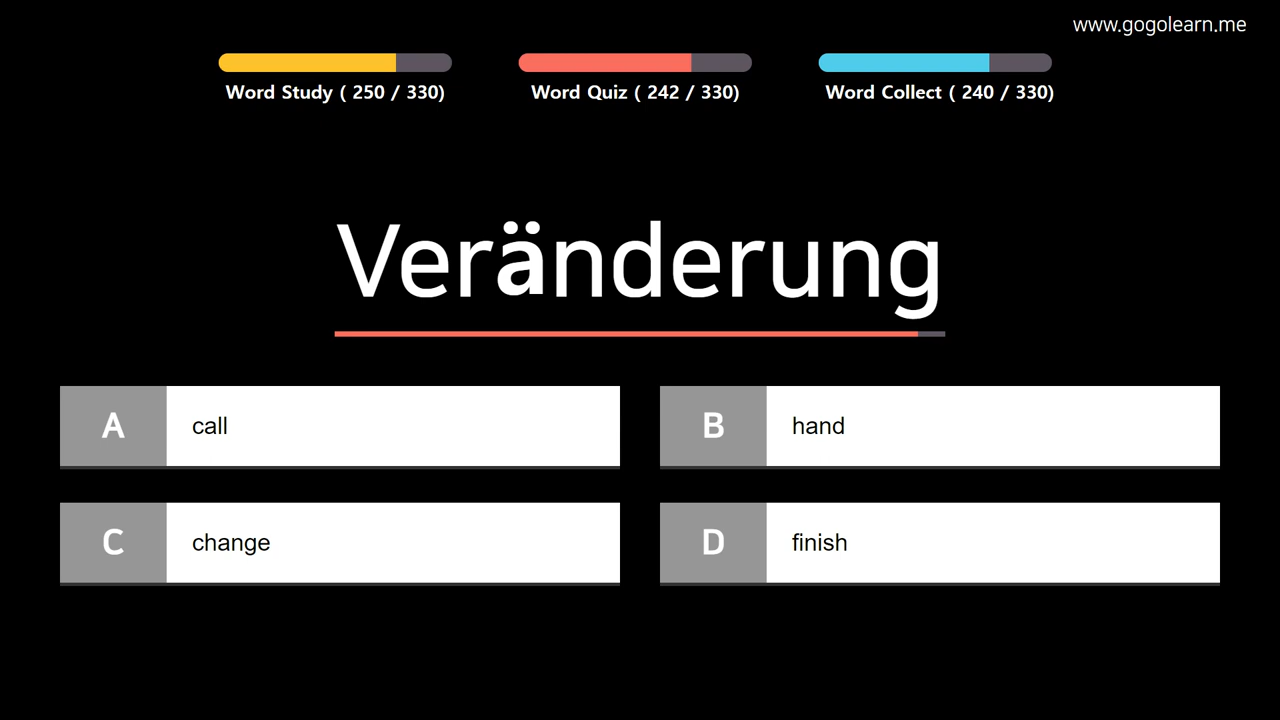 www.gogolearn.me
Word Study ( 250 / 330)
Word Quiz ( 242 / 330)
Word Collect ( 240 / 330)
Veränderung
A call
B hand
C change
D finish